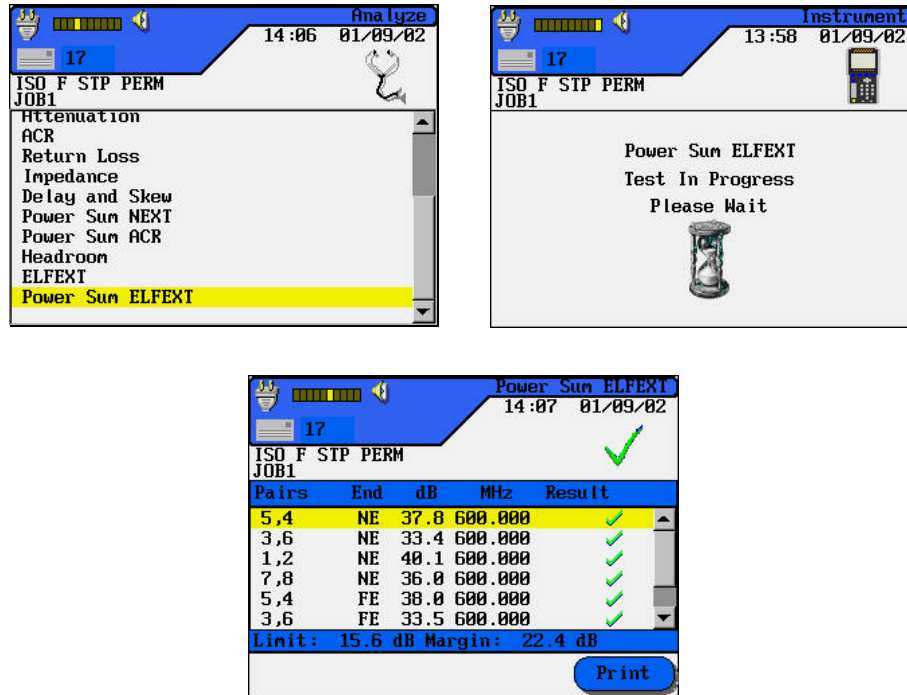 Analyze
14:06 01/09/02
17
ISO F STP PERM
JOB1
Attenuation
ACR
Return Loss
Impedance
Delay and Skew
Power Sum NEXT
Power Sum ACR
Headroom
ELFEXT
Power Sum ELFEXT
Instrument
13:58 01/09/02
17
ISO F STP PERM
JOB1
Power Sum ELFEXT
Test In Progress
Please Wait
Power Sum ELFEXT
14:07 01/09/02
17
ISO F STP PERM
JOB1
Pairs End dB MHz Result
5,4 NE 37.8 600.000
3,6 NE 33.4 600.000
1,2 NE 40.1 600.000
7,8 NE 36.0 600.000
5,4 FE 38.0 600.000
3,6 FE 33.5 600.000
Limit: 15.6 dB Margin: 22.4 dB
Print